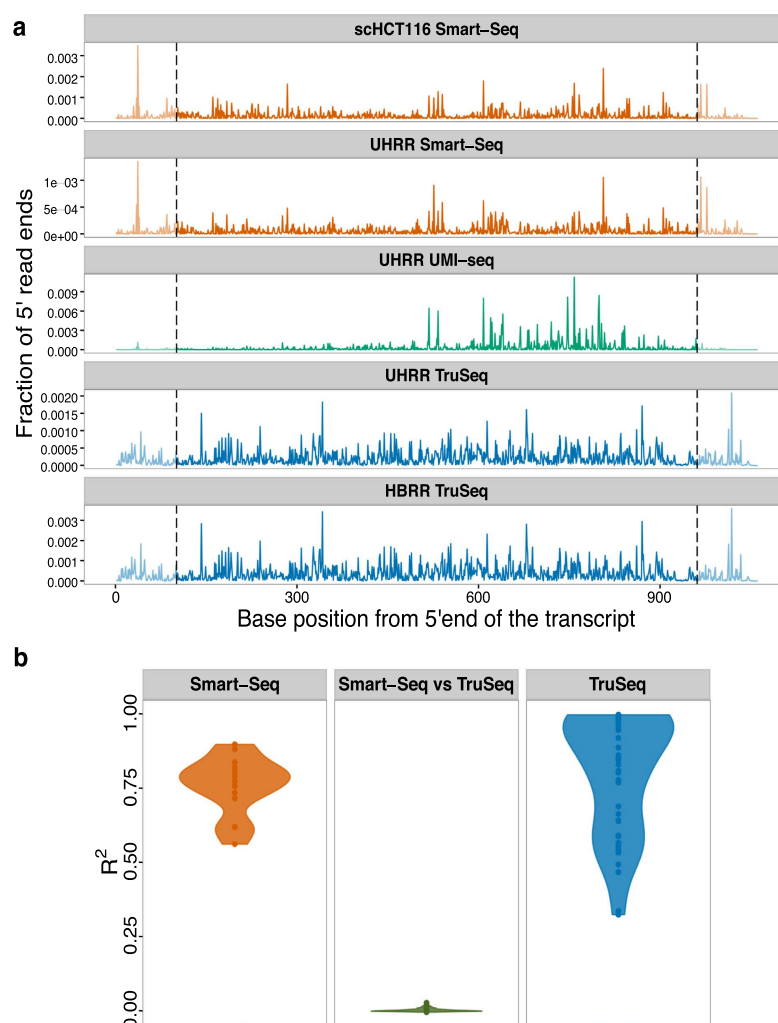 a
scHCT116 Smart–Seq
0.003
0.002
0.001
0.000
UHRR Smart–Seq
1e−03
5e−04
0e+00
UHRR UMI–seq
0.009
0.006
0.003
0.000
UHRR TruSeq
0.0020
0.0015
0.0010
0.0005
0.0000
HBRR TruSeq
0.003
0.002
0.001
0.000
Fraction of 5' read ends
0 300 600 900
Base position from 5'end of the transcript
b
Smart–Seq Smart–Seq vs TruSeq TruSeq
1.00
0.75
0.50
0.25
R²